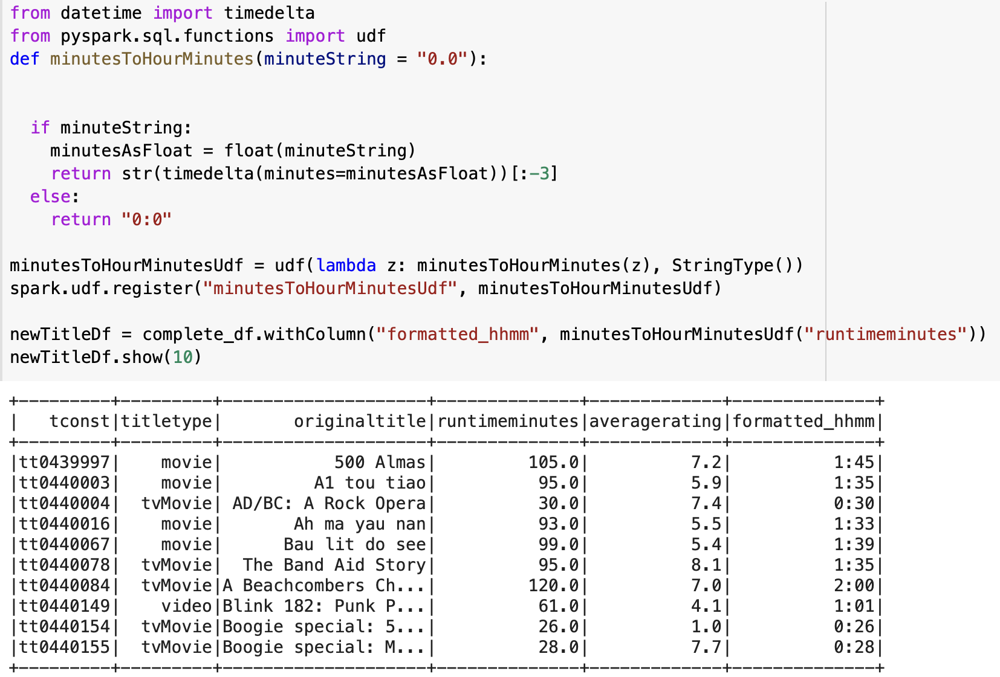 from datetime import timedelta
from pyspark.sql.functions import udf
def minutesToHourMinutes(minuteString = "0.0"):
  if minuteString:
    minutesAsFloat = float(minuteString)
    return str(timedelta(minutes=minutesAsFloat))[:-3]
  else:
    return "0:0"
minutesToHourMinutesUdf = udf(lambda z: minutesToHourMinutes(z), StringType())
spark.udf.register("minutesToHourMinutesUdf", minutesToHourMinutesUdf)
newTitleDf = complete_df.withColumn("formatted_hhmm", minutesToHourMinutesUdf("runtimeminutes"))
newTitleDf.show(10)
+---------+---------+--------------------+--------------+-------------+--------------+
|   tconst|titletype|       originaltitle|runtimeminutes|averagerating|formatted_hhmm|
+---------+---------+--------------------+--------------+-------------+--------------+
|tt0439997|    movie|           500 Almas|         105.0|          7.2|          1:45|
|tt0440003|    movie|         A1 tou tiao|          95.0|          5.9|          1:35|
|tt0440004|  tvMovie| AD/BC: A Rock Opera|          30.0|          7.4|          0:30|
|tt0440016|    movie|       Ah ma yau nan|          93.0|          5.5|          1:33|
|tt0440067|    movie|      Bau lit do see|          99.0|          5.4|          1:39|
|tt0440078|  tvMovie|  The Band Aid Story|          95.0|          8.1|          1:35|
|tt0440084|  tvMovie|A Beachcombers Ch...|         120.0|          7.0|          2:00|
|tt0440149|    video|Blink 182: Punk P...|          61.0|          4.1|          1:01|
|tt0440154|  tvMovie|Boogie special: 5...|          26.0|          1.0|          0:26|
|tt0440155|  tvMovie|Boogie special: M...|          28.0|          7.7|          0:28|
+---------+---------+--------------------+--------------+-------------+--------------+